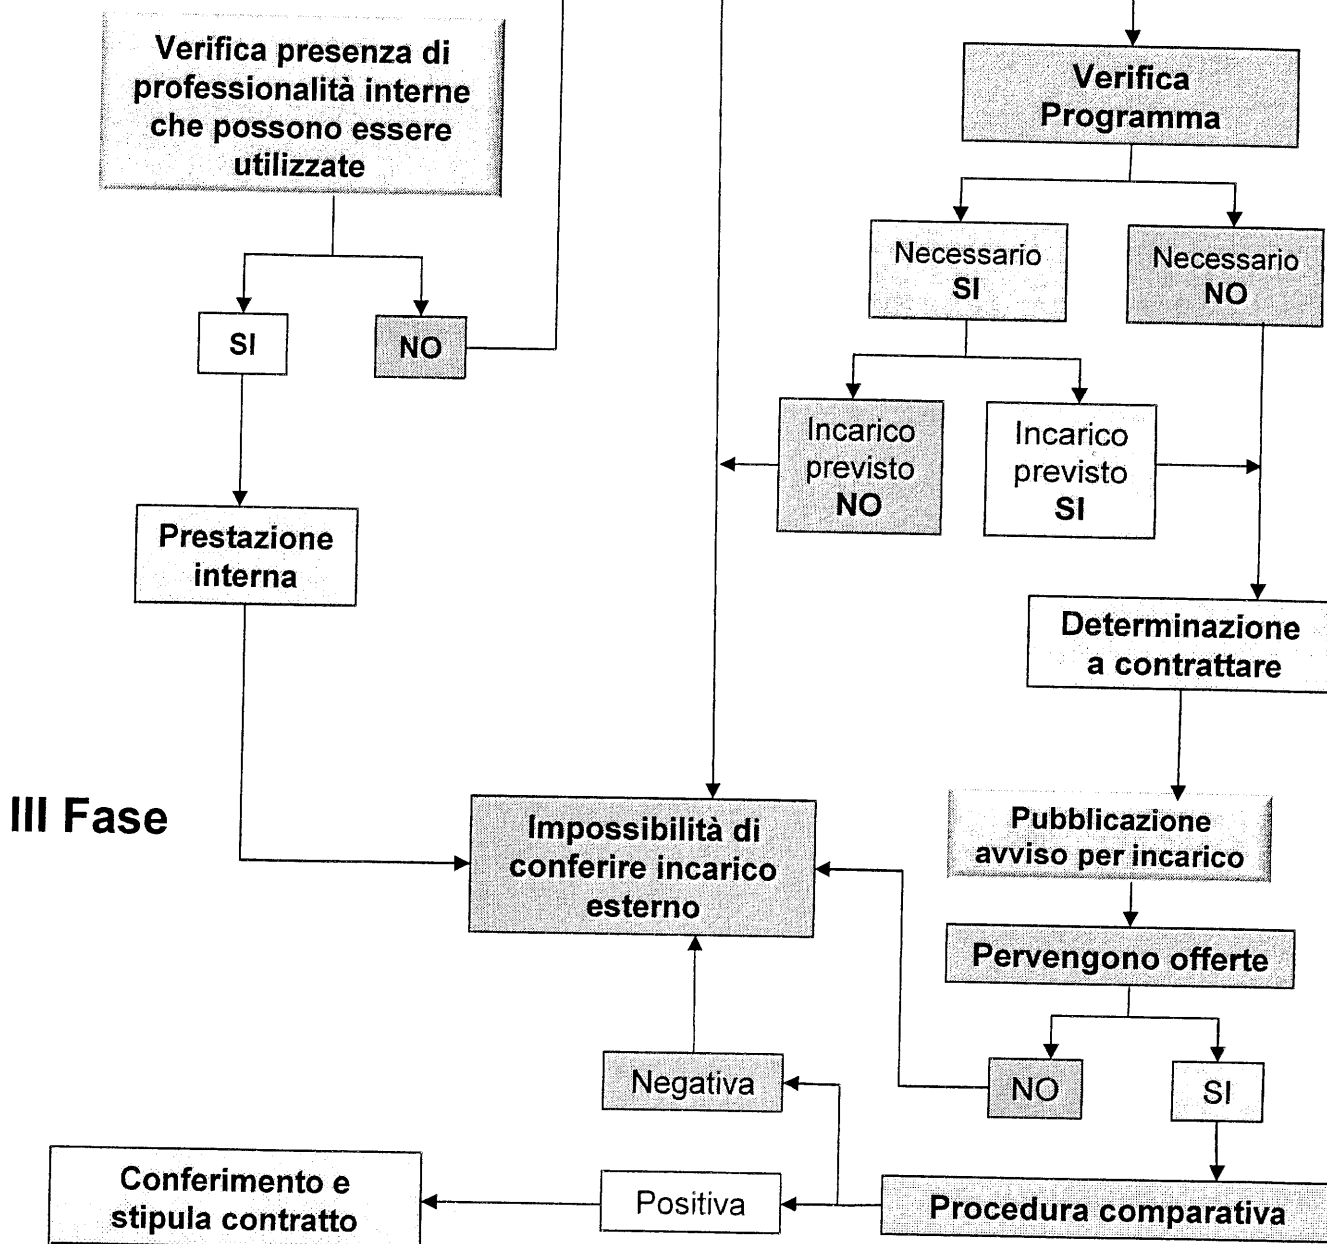 Verifica presenza di
professionalità interne
che possono essere
utilizzate
Verifica
Programma
Necessario
SI
Necessario
NO
SI
NO
Incarico
previsto
NO
Incarico
previsto
SI
Prestazione
interna
Determinazione
a contrattare
III Fase
Impossibilità di
conferire incarico
esterno
Pubblicazione
avviso per incarico
Pervengono offerte
Negativa
NO
SI
Conferimento e
stipula contratto
Positiva
Procedura comparativa